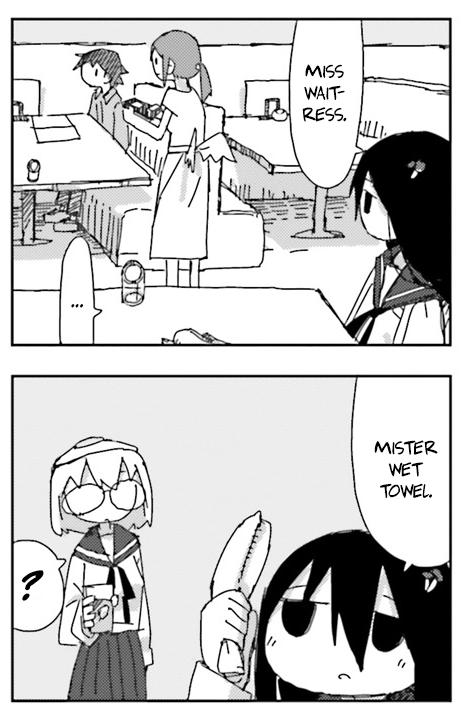 MISS
WAIT-
RESS.
...
MISTER
WET
TOWEL.
?